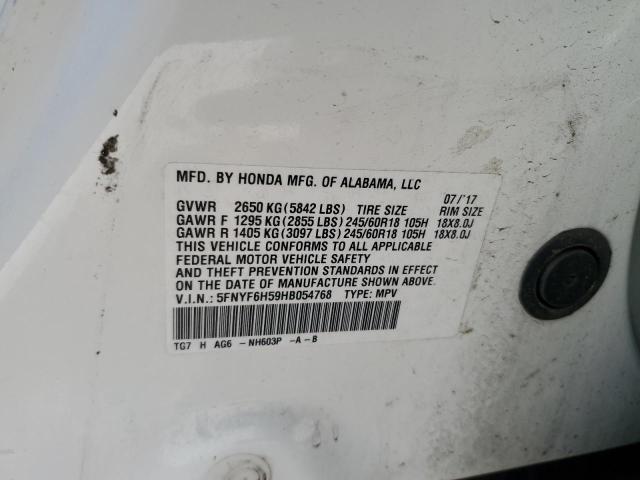 MFD. BY HONDA MFG. OF ALABAMA, LLC
07/'17
GVWR 2650 KG (5842 LBS) TIRE SIZE RIM SIZE
GAWR F 1295 KG (2855 LBS) 245/60R18 105H 18X8.0J
GAWR R 1405 KG (3097 LBS) 245/60R18 105H 18X8.0J
THIS VEHICLE CONFORMS TO ALL APPLICABLE
FEDERAL MOTOR VEHICLE SAFETY
AND THEFT PREVENTION STANDARDS IN EFFECT
ON THE DATE OF MANUFACTURE SHOWN ABOVE.
V.I.N.: 5FNYF6H59HB054768 TYPE: MPV
TG7 H AG6 -NH603P -A-B